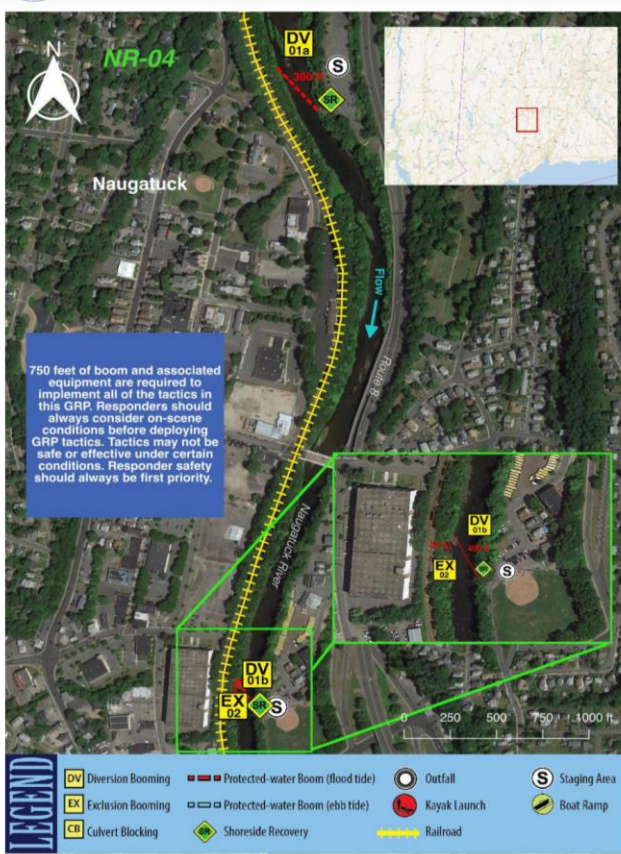 N
NR-04
DV
01a
S
300 ft
SR
Naugatuck
Flow
Route 8
750 feet of boom and associated
equipment are required to
implement all of the tactics in
this GRP. Responders should
always consider on-scene
conditions before deploying
GRP tactics. Tactics may not be
safe or effective under certain
conditions. Responder safety
should always be first priority.
Naugatuck River
DV
01b
EX
02
S
DV
01b
EX
02
SR
S
0 250 500 750 1000 ft
LEGEND
DV Diversion Booming
EX Exclusion Booming
CB Culvert Blocking
Protected-water Boom (flood tide)
Protected-water Boom (ebb tide)
SR Shoreside Recovery
Outfall
Kayak Launch
Railroad
S Staging Area
Boat Ramp